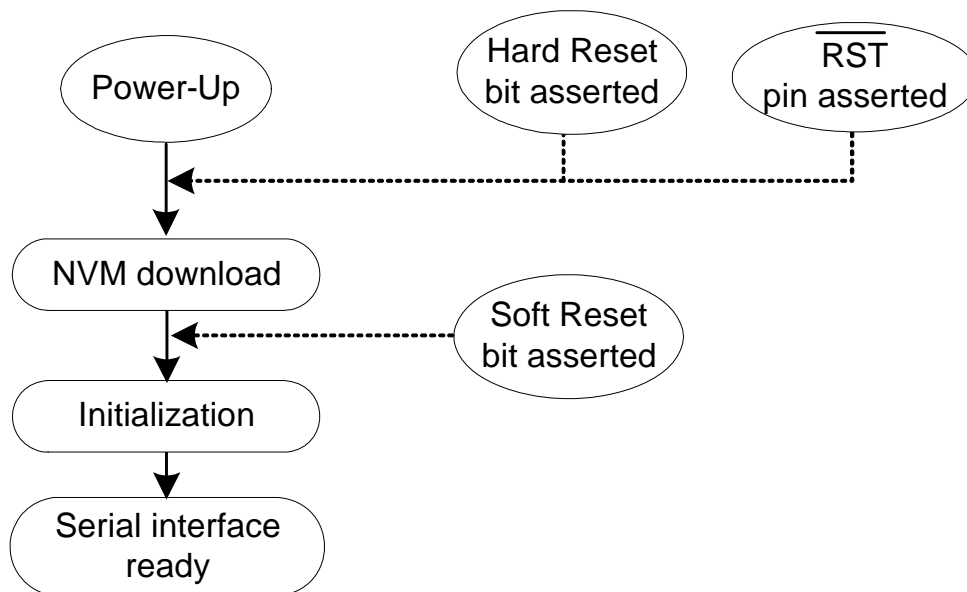 Power-Up
Hard Reset
bit asserted
RST
pin asserted
NVM download
Soft Reset
bit asserted
Initialization
Serial interface
ready